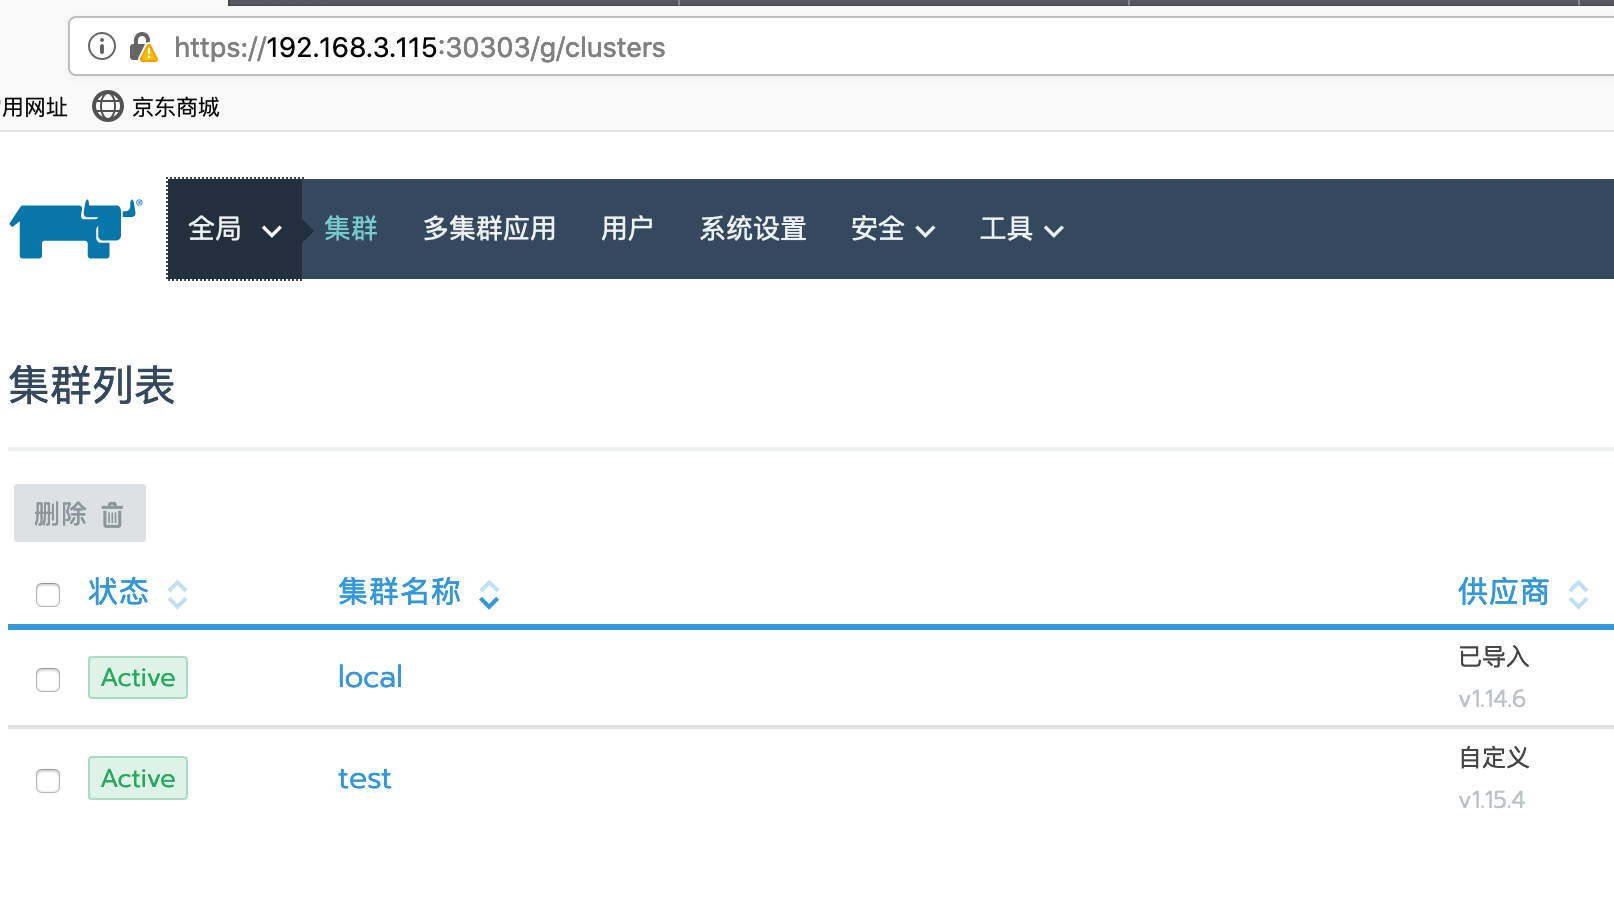 https://192.168.3.115:30303/g/clusters
用网址 京东商城
全局 集群 多集群应用 用户 系统设置 安全 工具
集群列表
删除
状态 集群名称 供应商
Active local 已导入
v1.14.6
Active test 自定义
v1.15.4